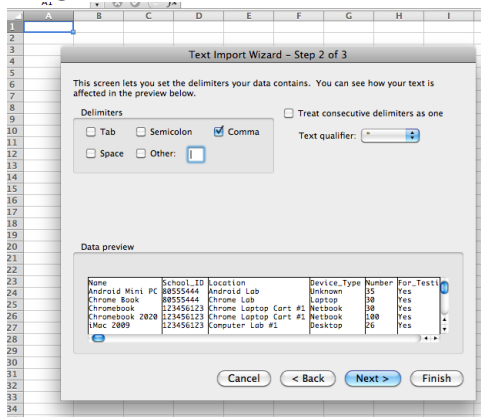 A1
fx
A B C D E F G H I
1
2
3
Text Import Wizard – Step 2 of 3
4
5
This screen lets you set the delimiters your data contains. You can see how your text is
6
affected in the preview below.
7
8
Delimiters
Treat consecutive delimiters as one
9
10
Tab Semicolon Comma
Text qualifier: "
11
12
Space Other:
13
14
15
16
17
18
19
20
Data preview
21
22
23
Name School_ID Location Device_Type Number For_Testi
24
Android Mini PC 80555444 Android Lab Unknown 35 Yes
Chrome Book 80555444 Chrome Lab Laptop 30 Yes
25
Chromebook 123456123 Chrome Laptop Cart #1 Netbook 30 Yes
26
Chromebook 2020 123456123 Chrome Laptop Cart #1 Netbook 100 Yes
27
iMac 2009 123456123 Computer Lab #1 Desktop 26 Yes
28
29
30
31
Cancel < Back Next > Finish
32
33
34